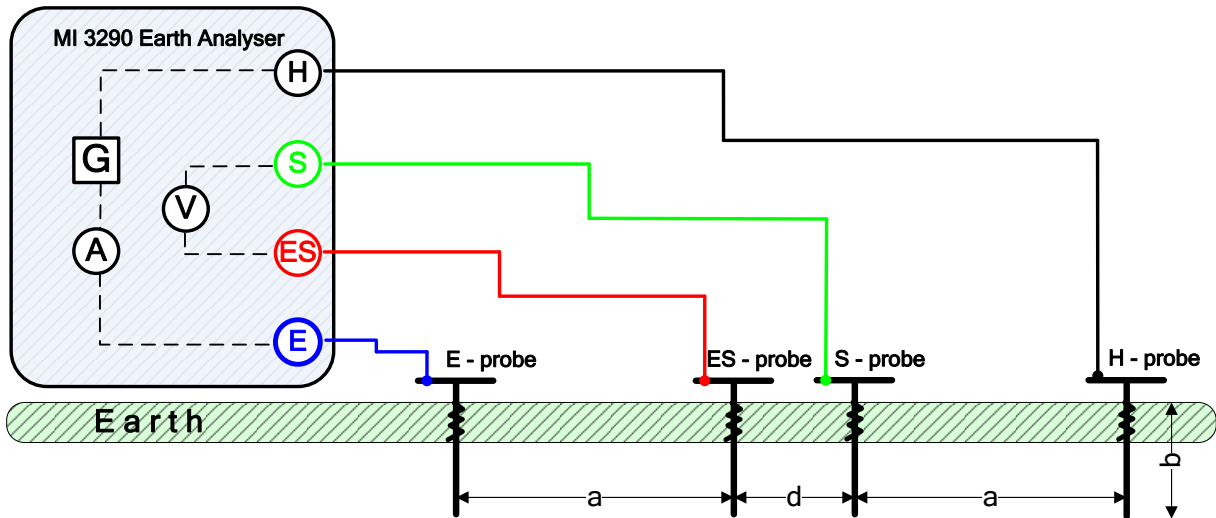 MI 3290 Earth Analyser
H
G
S
V
A
ES
E
E - probe
ES - probe
S - probe
H - probe
Earth
a
d
a
b